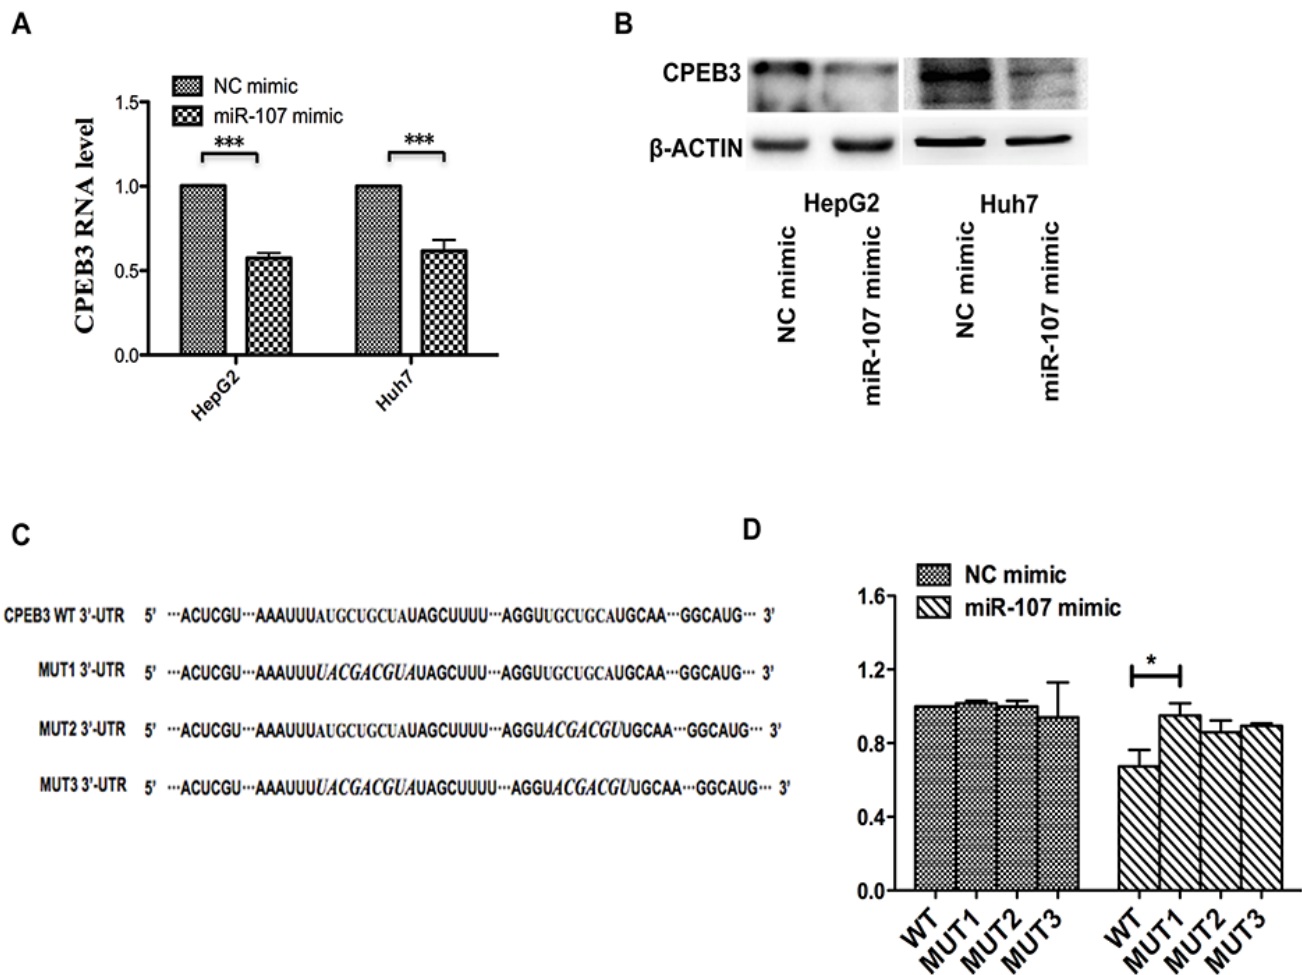 A
NC mimic
miR-107 mimic
CPEB3 RNA level
1.5
1.0
0.5
0.0
***
***
HepG2
Huh7
B
CPEB3
β-ACTIN
HepG2
Huh7
NC mimic
miR-107 mimic
NC mimic
miR-107 mimic
C
CPEB3 WT 3'-UTR 5' ···ACUCGU···AAAUUUAUGCUGCUAUAGCUUUU···AGGUUGCUGCAUGCAA···GGCAUG··· 3'
MUT1 3'-UTR 5' ···ACUCGU···AAAUUUUACGACGUAUAGCUUU···AGGUUGCUGCAUGCAA···GGCAUG··· 3'
MUT2 3'-UTR 5' ···ACUCGU···AAAUUUAUGCUGCUAUAGCUUUU···AGGUACGACGUUGCAA···GGCAUG··· 3'
MUT3 3'-UTR 5' ···ACUCGU···AAAUUUUACGACGUAUAGCUUUU···AGGUACGACGUUGCAA···GGCAUG··· 3'
D
NC mimic
miR-107 mimic
1.6
1.2
0.8
0.4
0.0
*
WT
MUT1
MUT2
MUT3
WT
MUT1
MUT2
MUT3